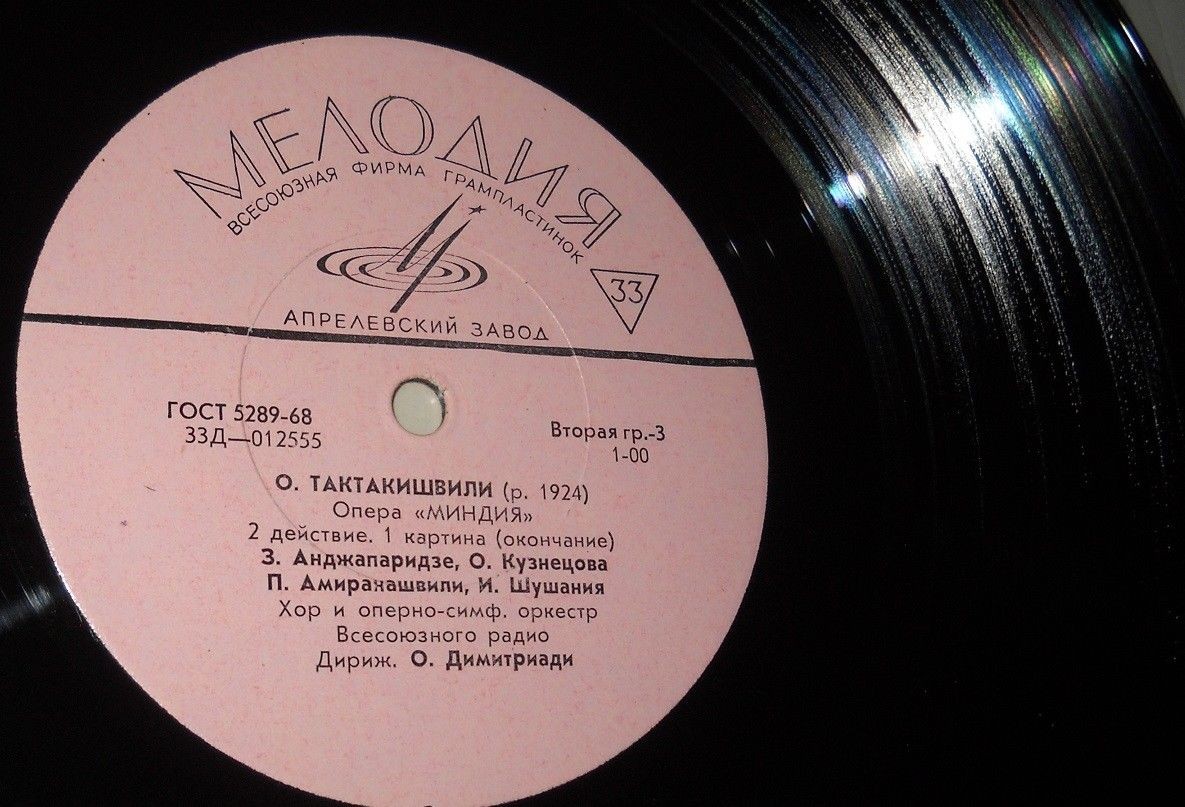 МЕЛОДИЯ
ВСЕСОЮЗНАЯ ФИРМА ГРАМПЛАСТИНОК
33
АПРЕЛЕВСКИЙ ЗАВОД
ГОСТ 5289-68
33Д—012555
Вторая гр.-3
1-00
О. ТАКТАКИШВИЛИ (р. 1924)
Опера «МИНДИЯ»
2 действие. 1 картина (окончание)
З. Анджапаридзе, О. Кузнецова
П. Амиранашвили, И. Шушания
Хор и оперно-симф. оркестр
Всесоюзного радио
Дириж. О. Димитриади